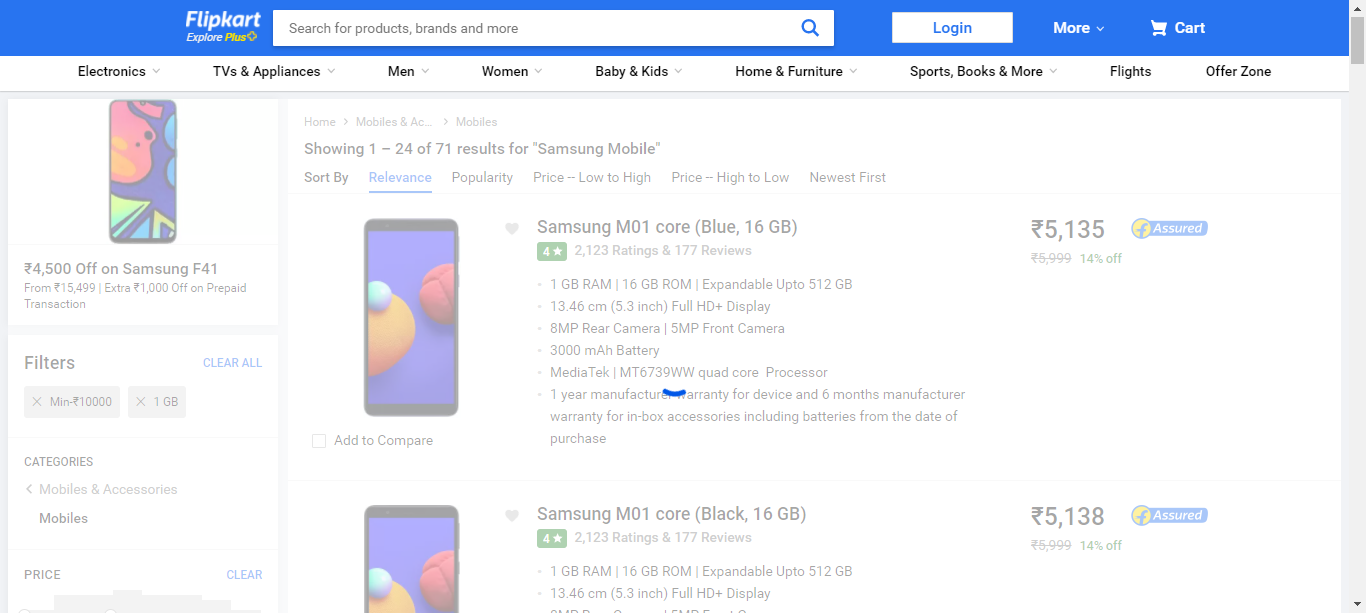 Flipkart
Explore Plus
Search for products, brands and more
Login
More
Cart
Electronics
TVs & Appliances
Men
Women
Baby & Kids
Home & Furniture
Sports, Books & More
Flights
Offer Zone
₹4,500 Off on Samsung F41
From ₹15,499 | Extra ₹1,000 Off on Prepaid
Transaction
Filters
CLEAR ALL
Min-₹10000
1 GB
CATEGORIES
Mobiles & Accessories
Mobiles
PRICE
CLEAR
Home
Mobiles & Ac...
Mobiles
Showing 1 – 24 of 71 results for "Samsung Mobile"
Sort By
Relevance
Popularity
Price -- Low to High
Price -- High to Low
Newest First
Samsung M01 core (Blue, 16 GB)
4 ★ 2,123 Ratings & 177 Reviews
1 GB RAM | 16 GB ROM | Expandable Upto 512 GB
13.46 cm (5.3 inch) Full HD+ Display
8MP Rear Camera | 5MP Front Camera
3000 mAh Battery
MediaTek | MT6739WW quad core Processor
1 year manufacturer warranty for device and 6 months manufacturer
warranty for in-box accessories including batteries from the date of
purchase
₹5,135
Assured
₹5,999 14% off
Add to Compare
Samsung M01 core (Black, 16 GB)
4 ★ 2,123 Ratings & 177 Reviews
1 GB RAM | 16 GB ROM | Expandable Upto 512 GB
13.46 cm (5.3 inch) Full HD+ Display
₹5,138
Assured
₹5,999 14% off